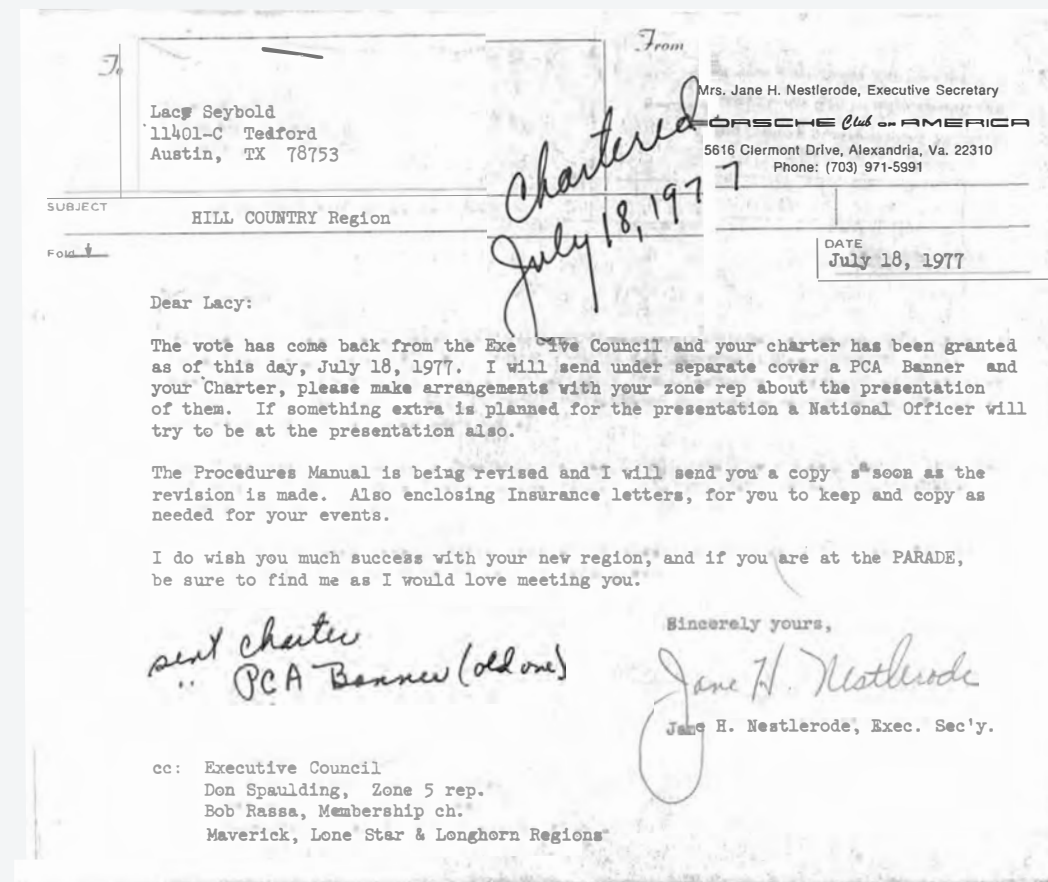 To
From
Lacy Seybold
11401-C Tedford
Austin, TX 78753
Mrs. Jane H. Nestlerode, Executive Secretary
PORSCHE Club OF AMERICA
5616 Clermont Drive, Alexandria, Va. 22310
Phone: (703) 971-5991
Chartered
July 18, 1977
SUBJECT
HILL COUNTRY Region
Fold
DATE
July 18, 1977
Dear Lacy:
The vote has come back from the Exe ive Council and your charter has been granted
as of this day, July 18, 1977. I will send under separate cover a PCA Banner and
your Charter, please make arrangements with your zone rep about the presentation
of them. If something extra is planned for the presentation a National Officer will
try to be at the presentation also.
The Procedures Manual is being revised and I will send you a copy s soon as the
revision is made. Also enclosing Insurance letters, for you to keep and copy as
needed for your events.
I do wish you much success with your new region, and if you are at the PARADE,
be sure to find me as I would love meeting you.
sent charter
" PCA Banner (old one)
Sincerely yours,
Jane H. Nestlerode
Jane H. Nestlerode, Exec. Sec'y.
cc: Executive Council
Don Spaulding, Zone 5 rep.
Bob Rassa, Membership ch.
Maverick, Lone Star & Longhorn Regions